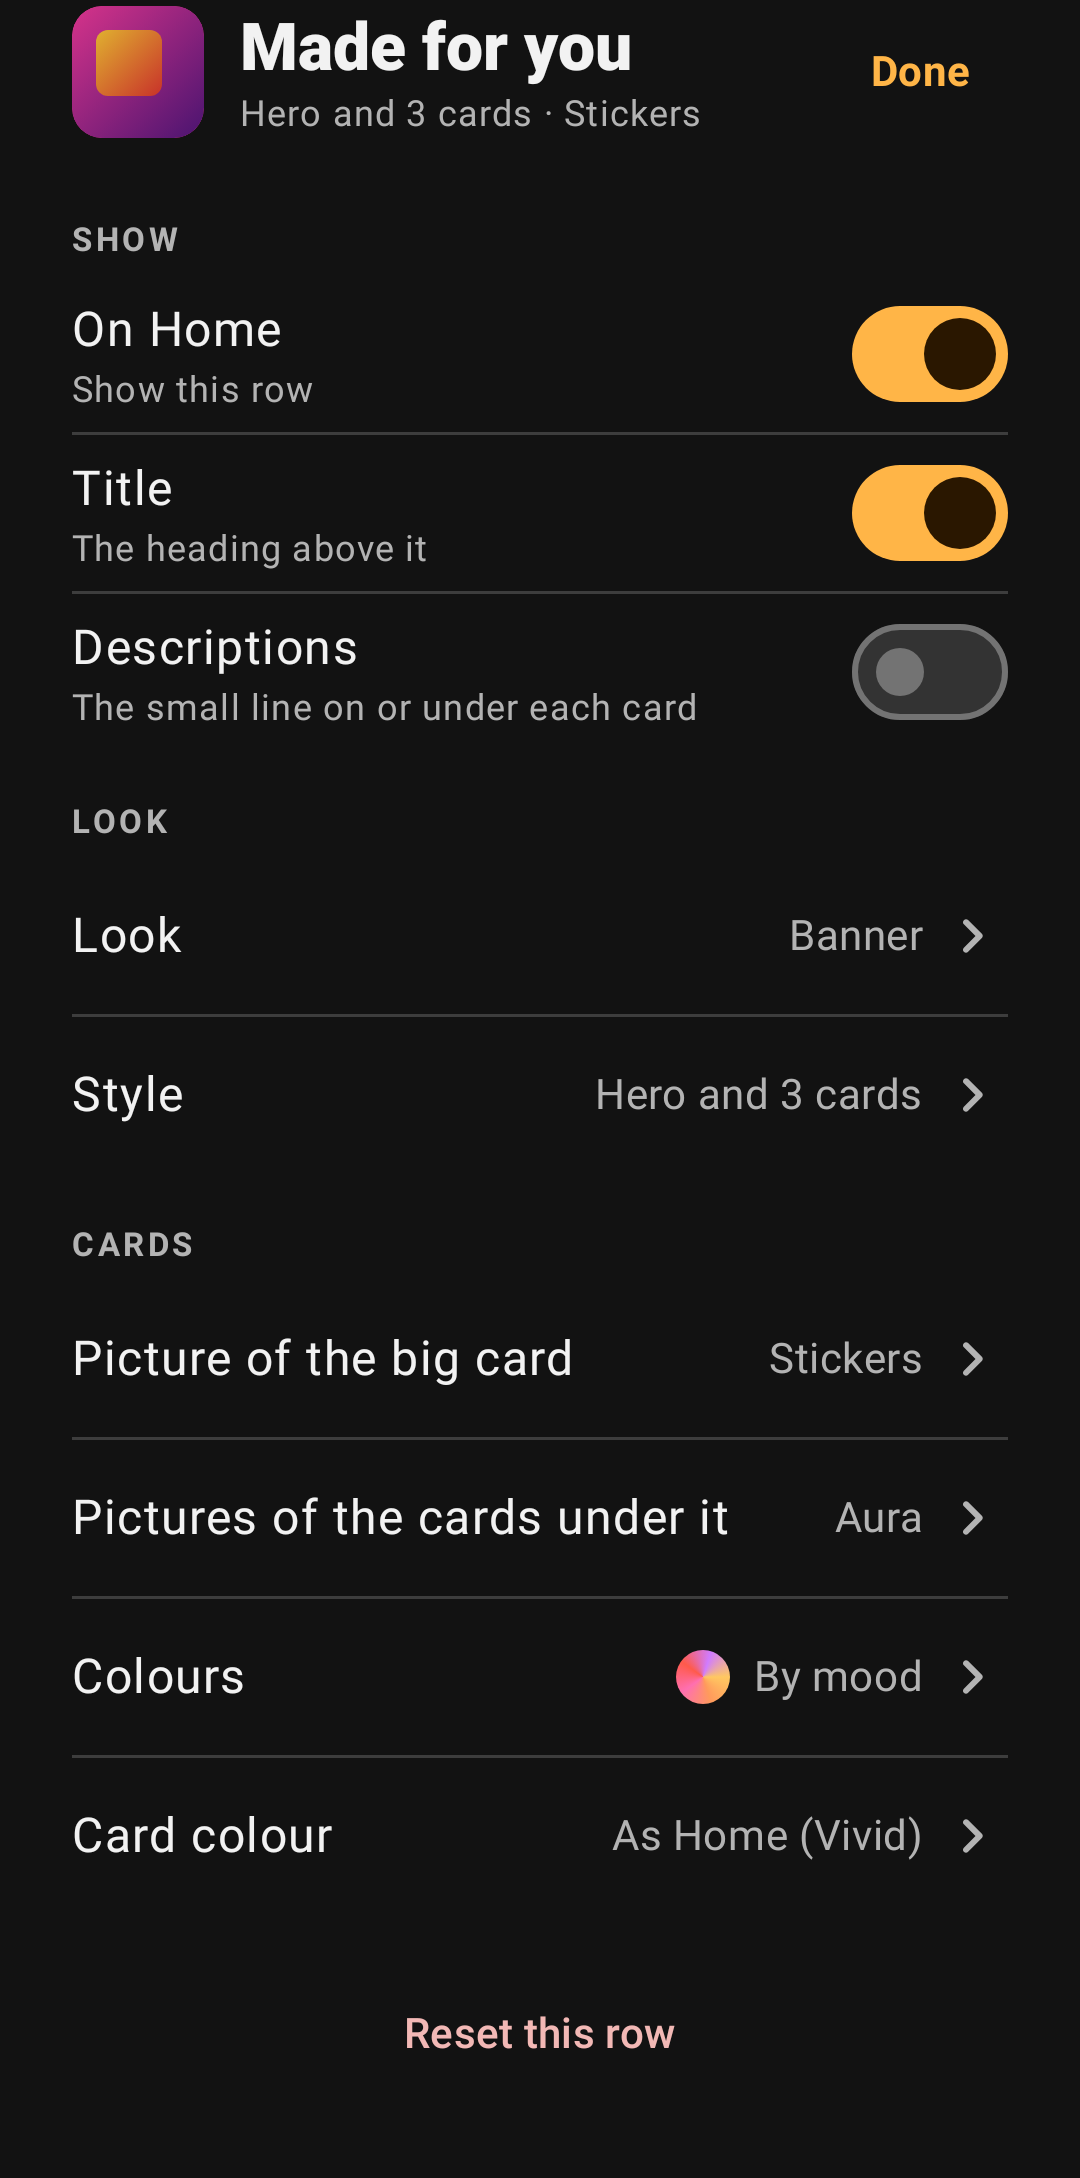 Made for you
Done
Hero and 3 cards · Stickers
SHOW
On Home
Show this row
Title
The heading above it
Descriptions
The small line on or under each card
LOOK
Look
Banner
Style
Hero and 3 cards
CARDS
Picture of the big card
Stickers
Pictures of the cards under it
Aura
Colours
By mood
Card colour
As Home (Vivid)
Reset this row